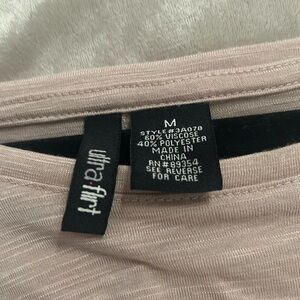 ultra flirt
M
STYLE#3A070
60% VISCOSE
40% POLYESTER
MADE IN
CHINA
RN#89354
SEE REVERSE
FOR CARE